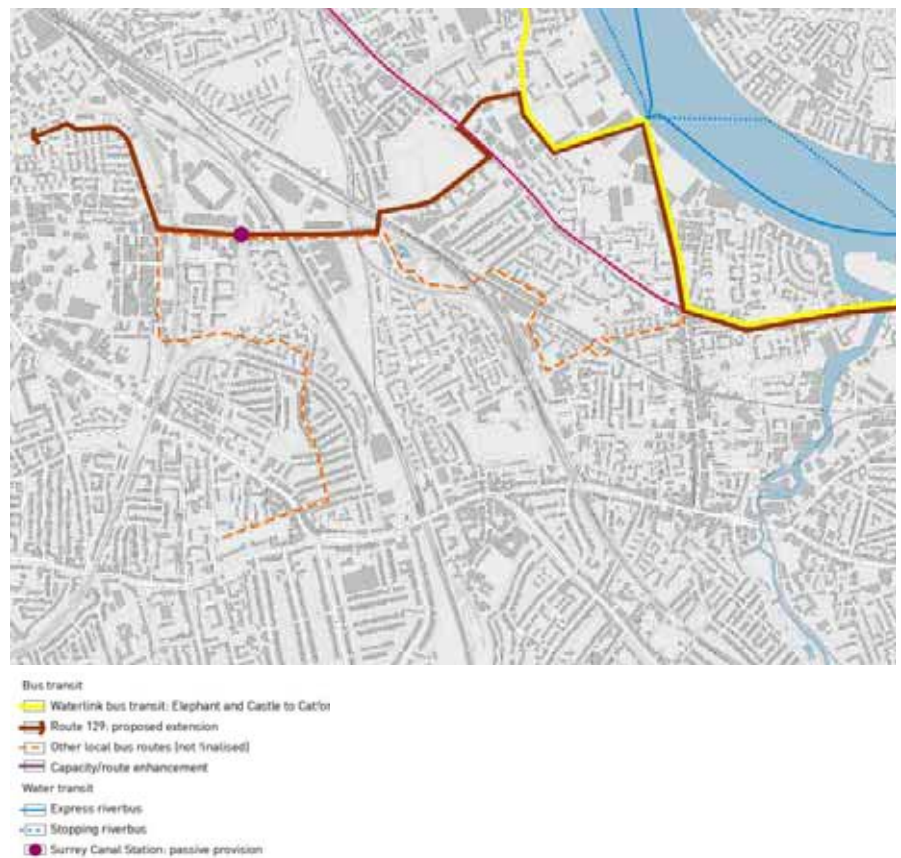 Bus transit
Waterlink bus transit: Elephant and Castle to Catfor
Route 129: proposed extension
Other local bus routes (not finalised)
Capacity/route enhancement
Water transit
Express riverbus
Stopping riverbus
Surrey Canal Station: passive provision